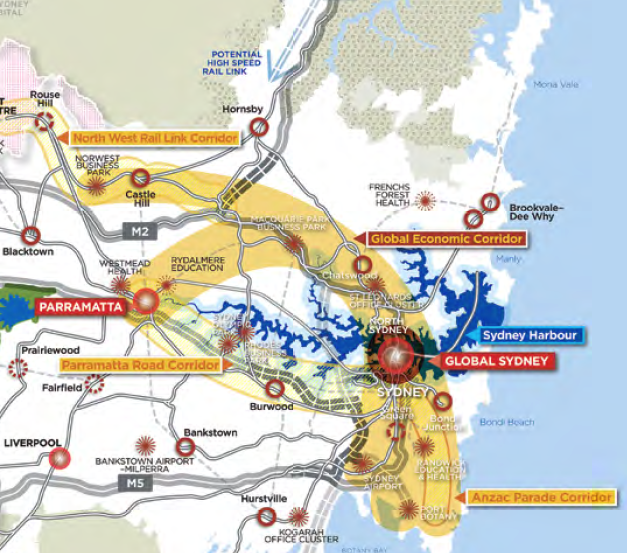 SYDNEY
POTENTIAL
HIGH SPEED
RAIL LINK
Mona Vale
Rouse
Hill
TRE
Hornsby
North West Rail Link Corridor
NORWEST
BUSINESS
PARK
Castle
Hill
FRENCHS
FOREST
HEALTH
Brookvale–
Dee Why
MACQUARIE PARK
BUSINESS PARK
M2
Global Economic Corridor
Blacktown
Manly
WESTMEAD
HEALTH
RYDALMERE
EDUCATION
Chatswood
ST LEONARDS
OFFICE CLUSTER
PARRAMATTA
NORTH
SYDNEY
Sydney Harbour
RHODES
BUSINESS
PARK
Prairiewood
Parramatta Road Corridor
GLOBAL SYDNEY
Fairfield
SYDNEY
Burwood
Green
Square
Bondi
Junction
Bondi Beach
Bankstown
LIVERPOOL
BANKSTOWN AIRPORT
–MILPERRA
RANDWICK
EDUCATION
& HEALTH
M5
SYDNEY
AIRPORT
Anzac Parade Corridor
Hurstville
PORT
BOTANY
KOGARAH
OFFICE CLUSTER
BOTANY BAY